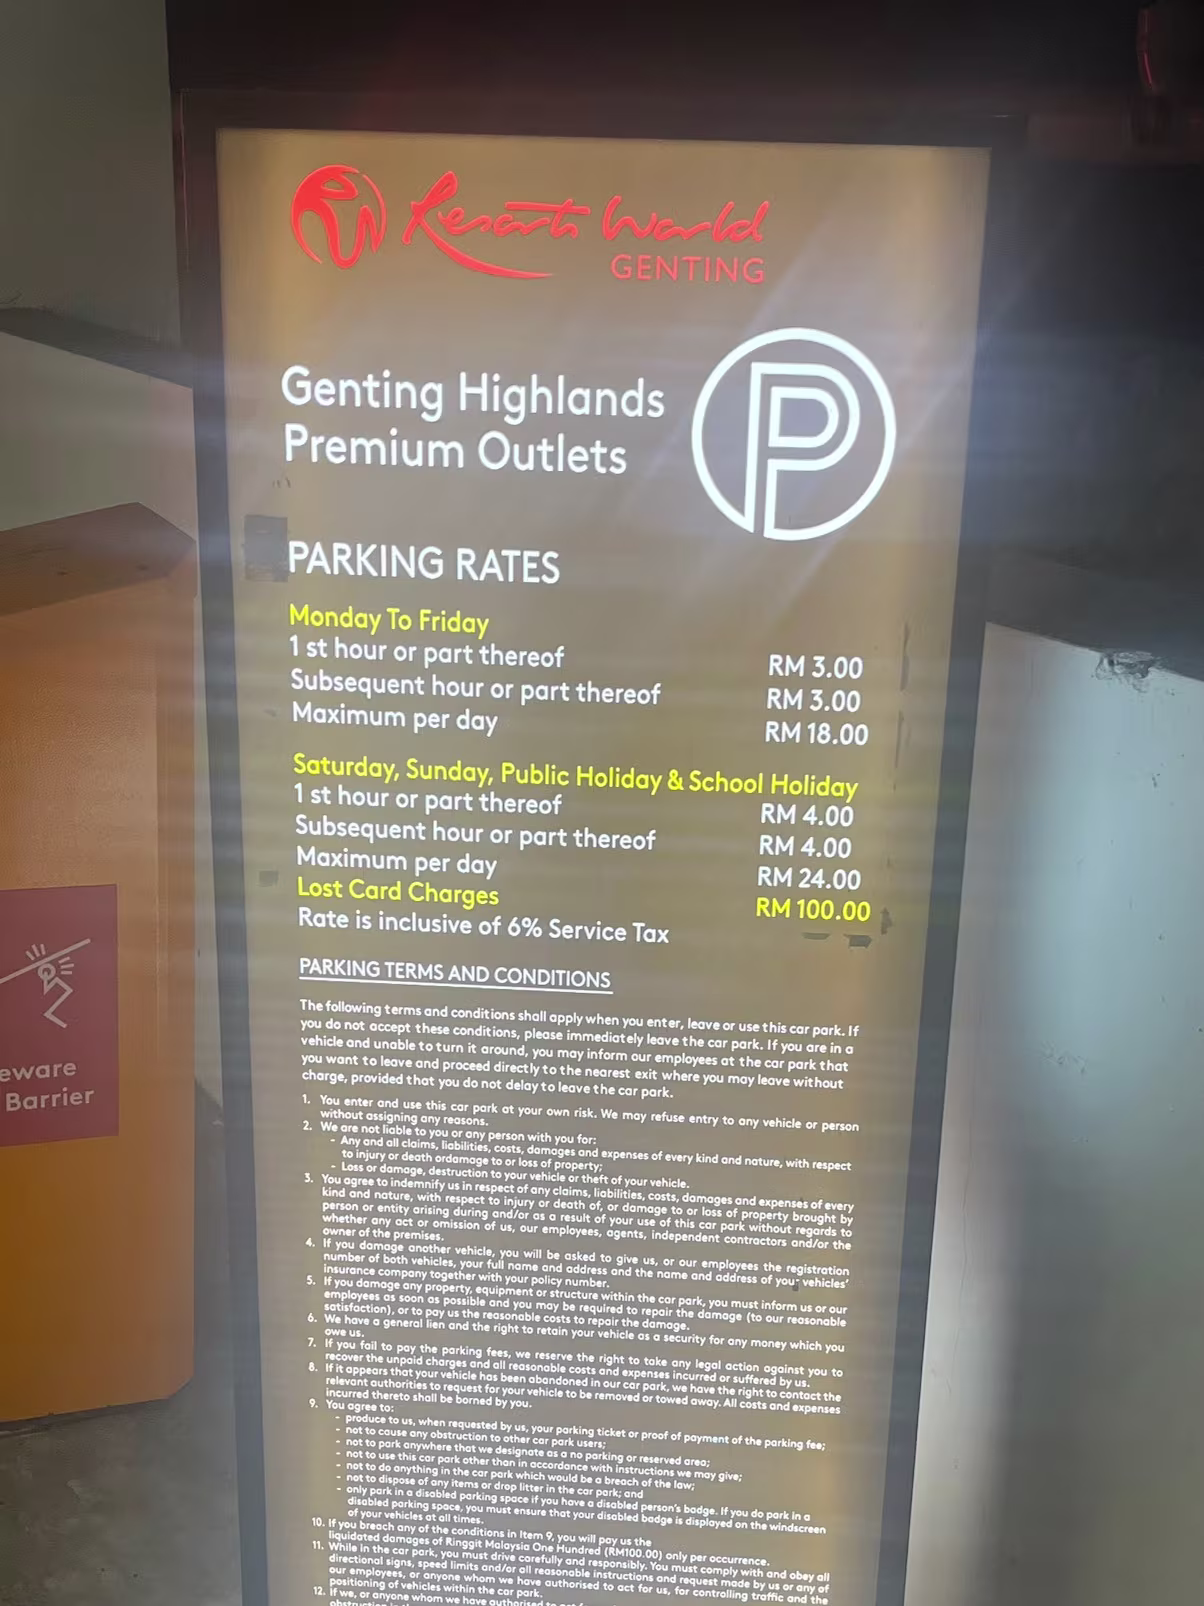 Resorts World
GENTING
Genting Highlands
Premium Outlets
P
PARKING RATES
Monday To Friday
1 st hour or part thereof RM 3.00
Subsequent hour or part thereof RM 3.00
Maximum per day RM 18.00
Saturday, Sunday, Public Holiday & School Holiday
1 st hour or part thereof RM 4.00
Subsequent hour or part thereof RM 4.00
Maximum per day RM 24.00
Lost Card Charges RM 100.00
Rate is inclusive of 6% Service Tax
PARKING TERMS AND CONDITIONS
The following terms and conditions shall apply when you enter, leave or use this car park. If
you do not accept these conditions, please immediately leave the car park. If you are in a
vehicle and unable to turn it around, you may inform our employees at the car park that
you want to leave and proceed directly to the nearest exit where you may leave without
charge, provided that you do not delay to leave the car park.
1. You enter and use this car park at your own risk. We may refuse entry to any vehicle or person
without assigning any reasons.
2. We are not liable to you or any person with you for:
- Any and all claims, liabilities, costs, damages and expenses of every kind and nature, with respect
to injury or death ordamage to or loss of property;
- Loss or damage, destruction to your vehicle or theft of your vehicle.
3. You agree to indemnify us in respect of any claims, liabilities, costs, damages and expenses of every
kind and nature, with respect to injury or death of, or damage to or loss of property brought by
person or entity arising during and/or as a result of your use of this car park without regards to
whether any act or omission of us, our employees, agents, independent contractors and/or the
owner of the premises.
4. If you damage another vehicle, you will be asked to give us, or our employees the registration
number of both vehicles, your full name and address and the name and address of your vehicles'
insurance company together with your policy number.
5. If you damage any property, equipment or structure within the car park, you must inform us or our
employees as soon as possible and you may be required to repair the damage (to our reasonable
satisfaction), or to pay us the reasonable costs to repair the damage.
6. We have a general lien and the right to retain your vehicle as a security for any money which you
owe us.
7. If you fail to pay the parking fees, we reserve the right to take any legal action against you to
recover the unpaid charges and all reasonable costs and expenses incurred or suffered by us.
8. If it appears that your vehicle has been abandoned in our car park, we have the right to contact the
relevant authorities to request for your vehicle to be removed or towed away. All costs and expenses
incurred thereto shall be borned by you.
9. You agree to:
- produce to us, when requested by us, your parking ticket or proof of payment of the parking fee;
- not to cause any obstruction to other car park users;
- not to park anywhere that we designate as a no parking or reserved area;
- not to use this car park other than in accordance with instructions we may give;
- not to do anything in the car park which would be a breach of the law;
- not to dispose of any items or drop litter in the car park; and
- only park in a disabled parking space if you have a disabled person's badge. If you do park in a
disabled parking space, you must ensure that your disabled badge is displayed on the windscreen
of your vehicles at all times.
10. If you breach any of the conditions in Item 9, you will pay us the
liquidated damages of Ringgit Malaysia One Hundred (RM100.00) only per occurrence.
11. While in the car park, you must drive carefully and responsibly. You must comply with and obey all
directional signs, speed limits and/or all reasonable instructions and request made by us or any of
our employees, or anyone whom we have authorised to act for us, for controlling traffic and the
positioning of vehicles within the car park.
12. If we, or anyone whom we have authorised to act
eware
Barrier